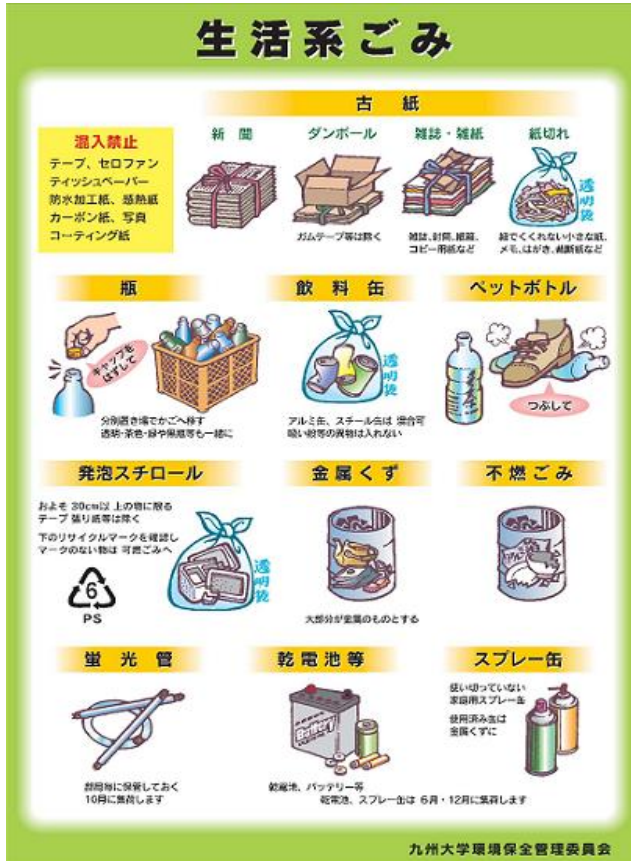 生活系ごみ
古紙
混入禁止
テープ、セロファン
ティッシュペーパー
防水加工紙、感熱紙
カーボン紙、写真
コーティング紙
新聞
ダンボール
ガムテープ等は除く
雑誌・雑紙
雑誌、封筒、紙箱、
コピー用紙など
紙切れ
透明袋
紐でくくれない小さな紙、
メモ、はがき、裁断紙など
瓶
キャップを
はずして
分別置き場でかごへ移す
透明・茶色・緑や黒瓶等も一緒に
飲料缶
透明袋
アルミ缶、スチール缶は 混合可
吸い殻等の異物は入れない
ペットボトル
つぶして
発泡スチロール
およそ 30cm以 上の物に限る
テープ 張り紙等は除く
下のリサイクルマークを確認し
マークのない物は 可燃ごみへ
6
PS
透明袋
金属くず
大部分が金属のものとする
不燃ごみ
蛍光管
部局毎に保管しておく
10月に集荷します
乾電池等
Battery
乾電池、バッテリー等
乾電池、スプレー缶は 6月・12月に集荷します
スプレー缶
使い切っていない
家庭用スプレー缶
使用済み缶は
金属くずに
九州大学環境保全管理委員会